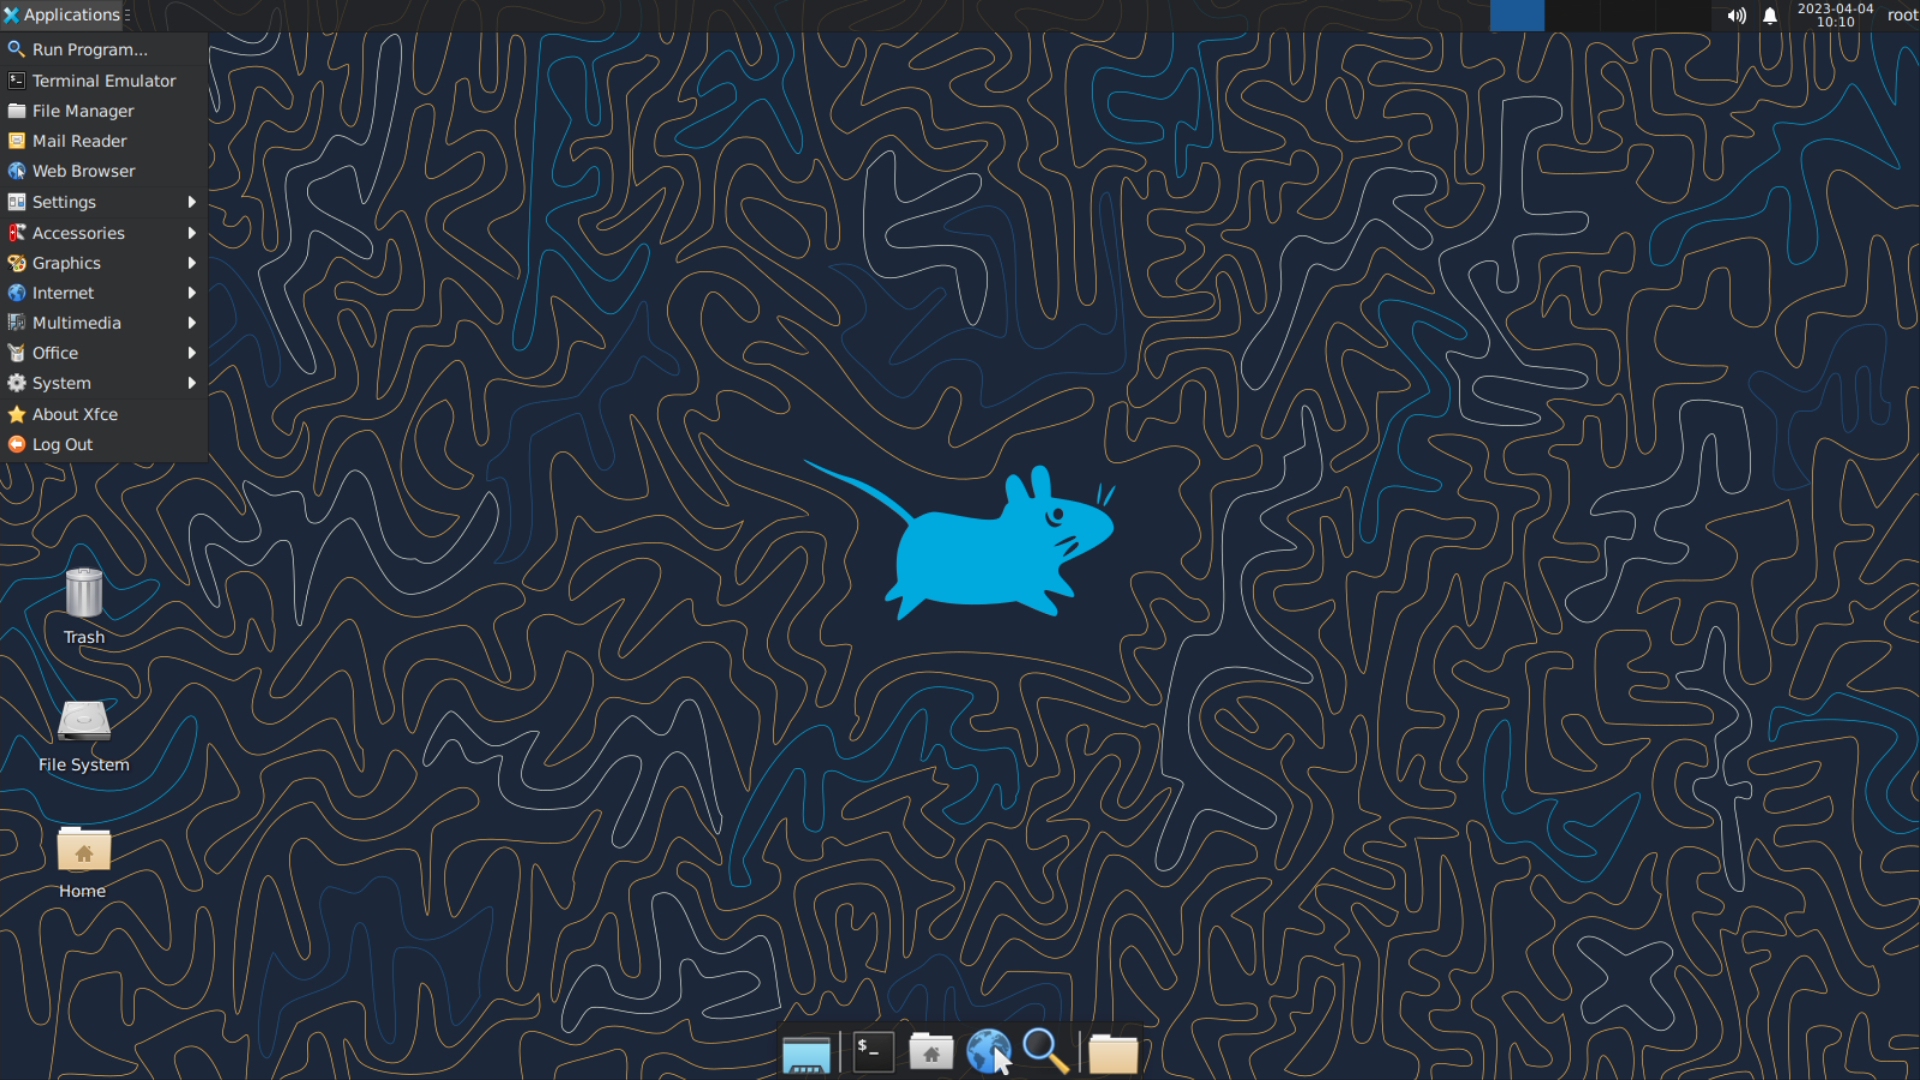 Applications
2023-04-04
10:10
root
Run Program...
Terminal Emulator
File Manager
Mail Reader
Web Browser
Settings
Accessories
Graphics
Internet
Multimedia
Office
System
About Xfce
Log Out
Trash
File System
Home
$-